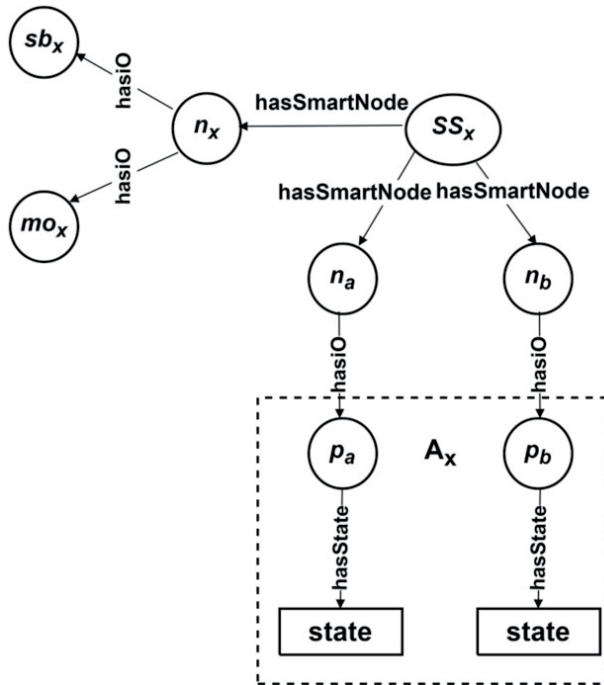 sbx
hasiO
hasSmartNode
nx
SSx
hasiO
hasSmartNode hasSmartNode
mox
na
nb
hasiO
hasiO
pa
Ax
pb
hasState
hasState
state
state